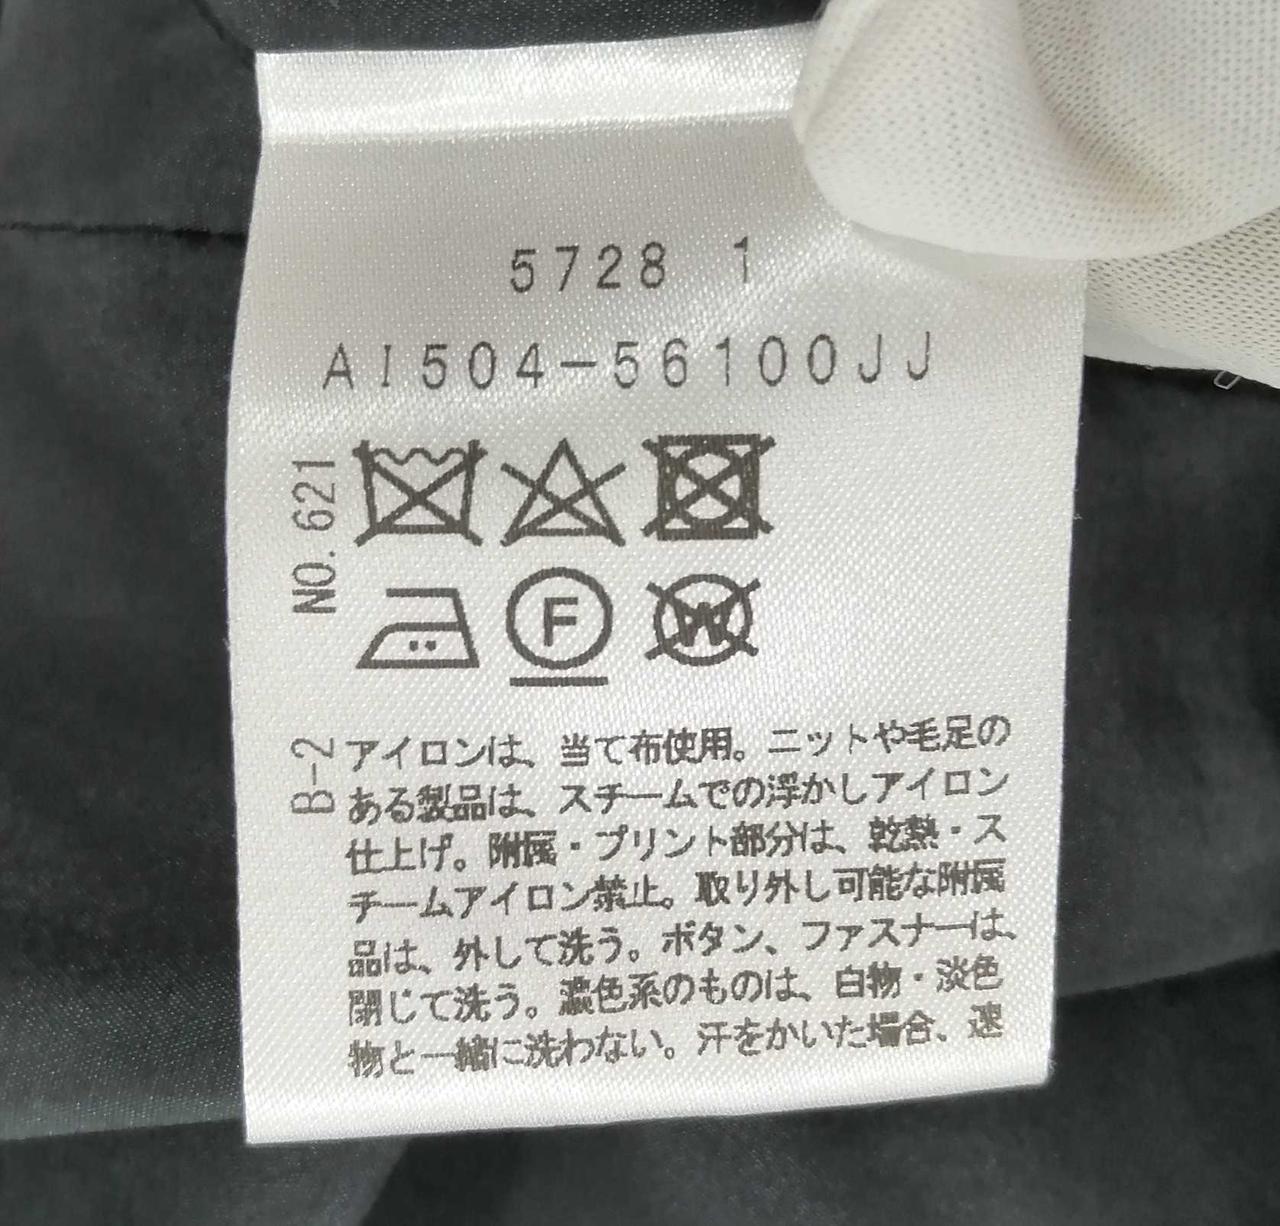 5728 1
AI504-56100JJ
NO. 621
F
W
B-2
アイロンは、当て布使用。ニットや毛足の
ある製品は、スチームでの浮かしアイロン
仕上げ。附属・プリント部分は、乾熱・ス
チームアイロン禁止。取り外し可能な附属
品は、外して洗う。ボタン、ファスナーは、
閉じて洗う。濃色系のものは、白物・淡色
物と一緒に洗わない。汗をかいた場合、速